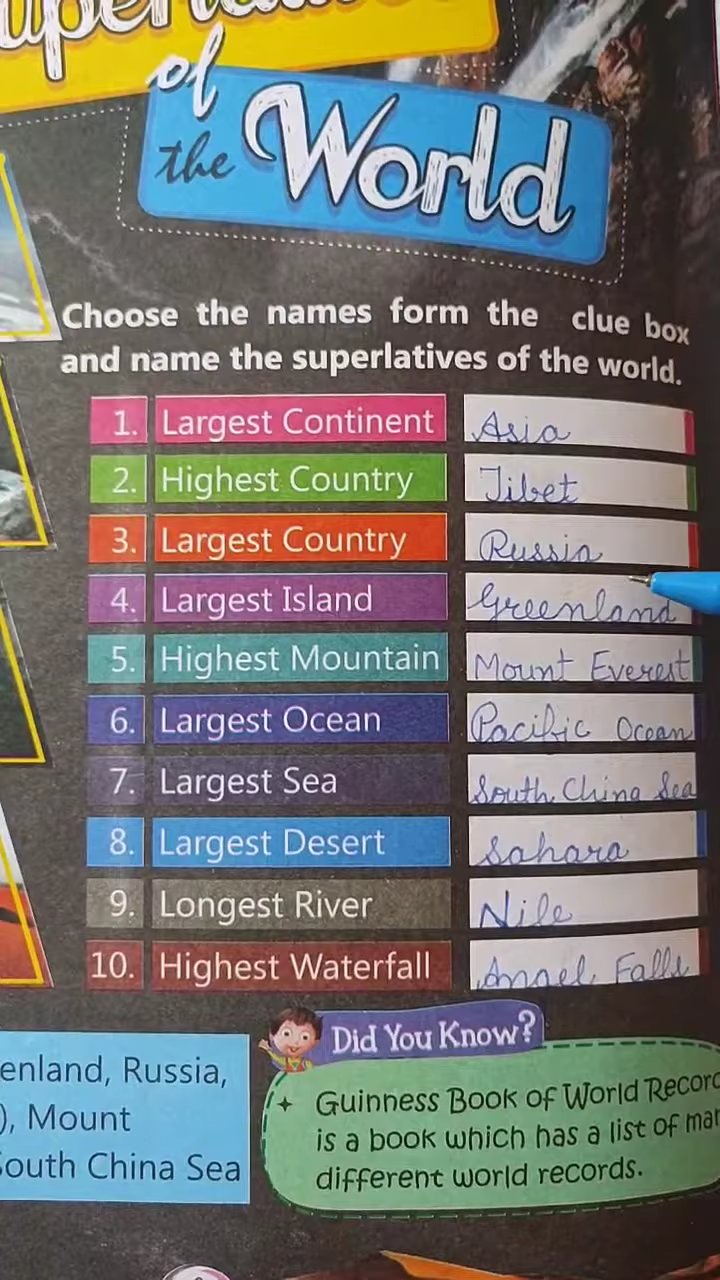 of
the World
Choose the names form the clue box
and name the superlatives of the world.
1. Largest Continent Asia
2. Highest Country Tibet
3. Largest Country Russia
4. Largest Island Greenland
5. Highest Mountain Mount Everest
6. Largest Ocean Pacific Ocean
7. Largest Sea South China Sea
8. Largest Desert Sahara
9. Longest River Nile
10. Highest Waterfall Angel Falls
enland, Russia,
), Mount
South China Sea
Did You Know?
+ Guinness Book of World Record
is a book which has a list of mar
different world records.